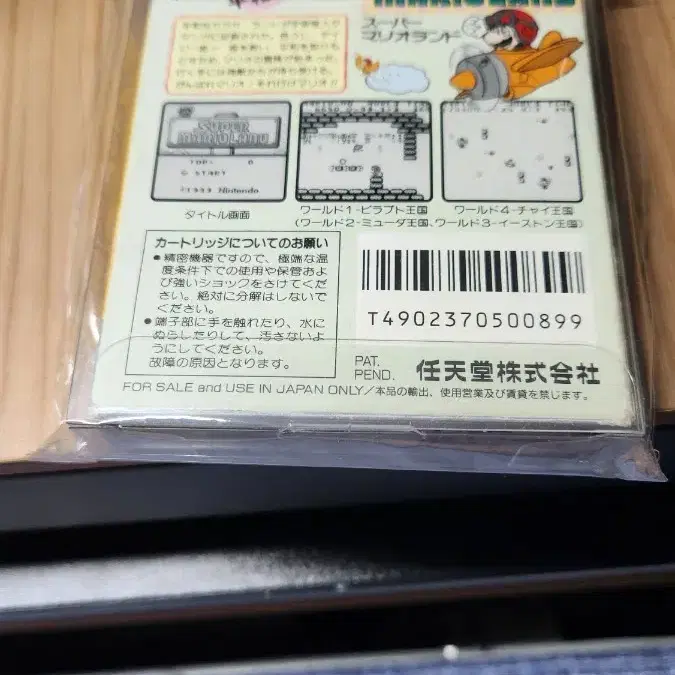 スーパー
マリオランド
SUPER
MARIOLAND
TOP- 0
START
Nintendo
タイトル画面
ワールド1-ビラプト王国
(ワールド2-ミューダ王国、ワールド3-イーストン王国)
ワールド4-チャイ王国
カートリッジについてのお願い
●精密機器ですので、極端な温
度条件下での使用や保管およ
び強いショックをさけてくだ
さい。絶対に分解はしないで
ください。
●端子部に手を触れたり、水に
ぬらしたりして、汚さないよ
うにしてください。
故障の原因となります。
T4902370500899
PAT.
PEND.
任天堂株式会社
FOR SALE and USE IN JAPAN ONLY/本品の輸出、使用営業及び賃貸を禁じます。